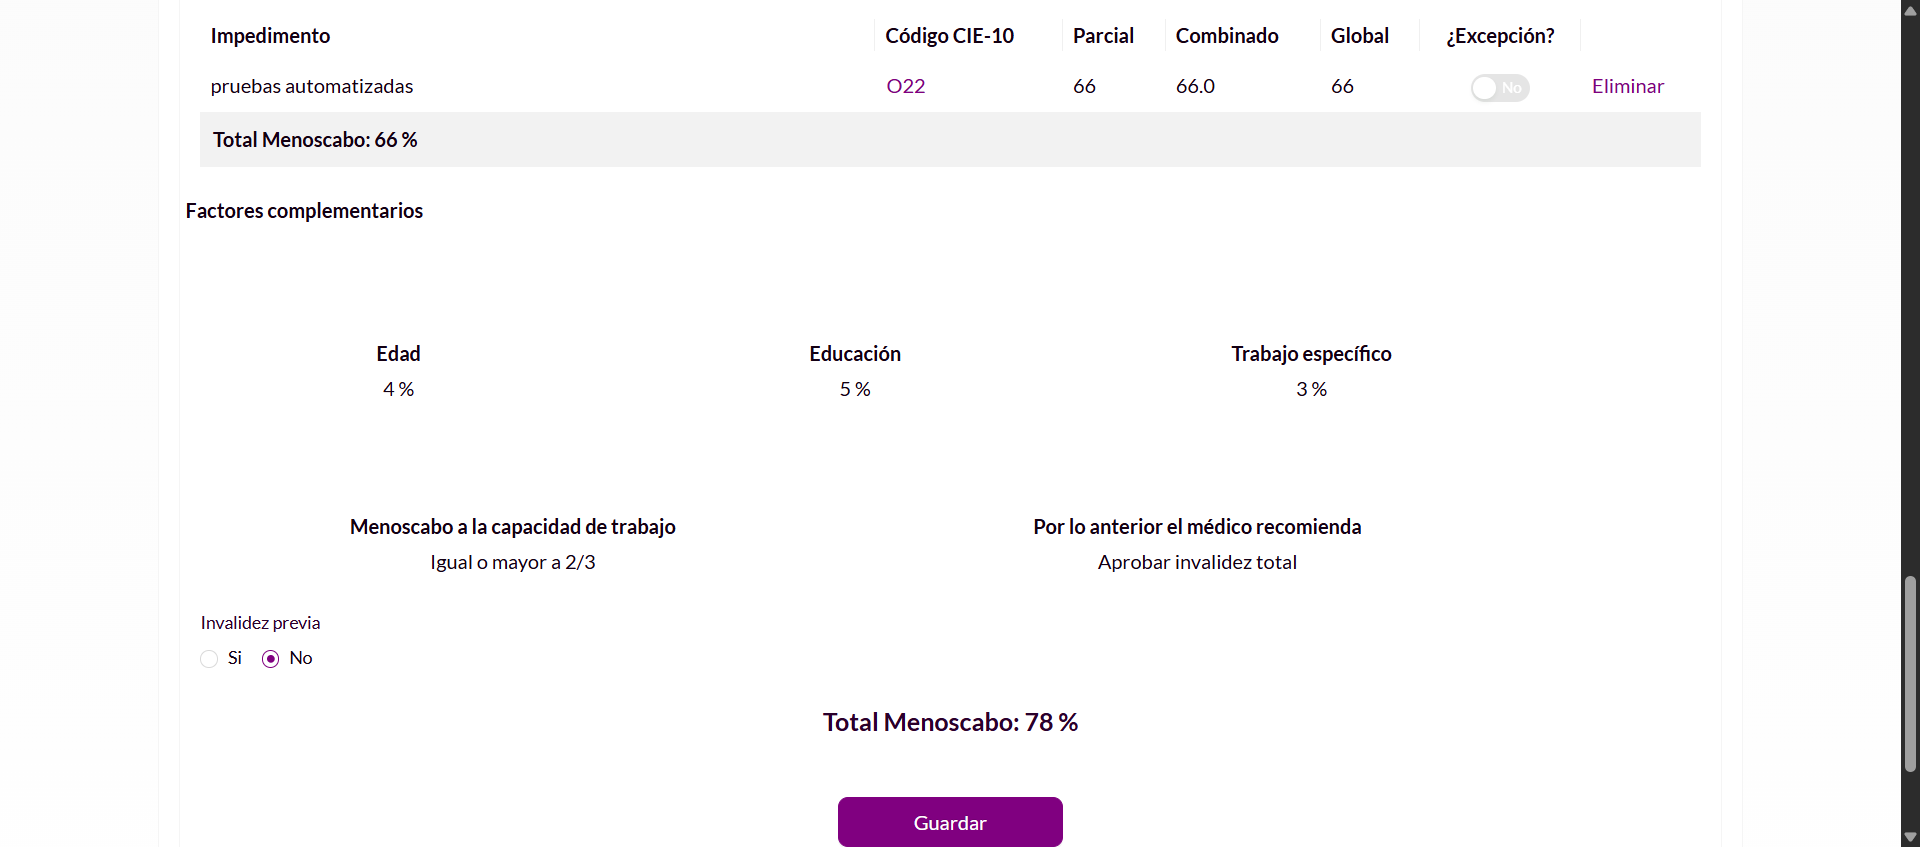 Impedimento Código CIE-10 Parcial Combinado Global ¿Excepción?
pruebas automatizadas O22 66 66.0 66 No Eliminar
Total Menoscabo: 66 %
Factores complementarios
Edad Educación Trabajo específico
4 % 5 % 3 %
Menoscabo a la capacidad de trabajo Por lo anterior el médico recomienda
Igual o mayor a 2/3 Aprobar invalidez total
Invalidez previa
Si No
Total Menoscabo: 78 %
Guardar